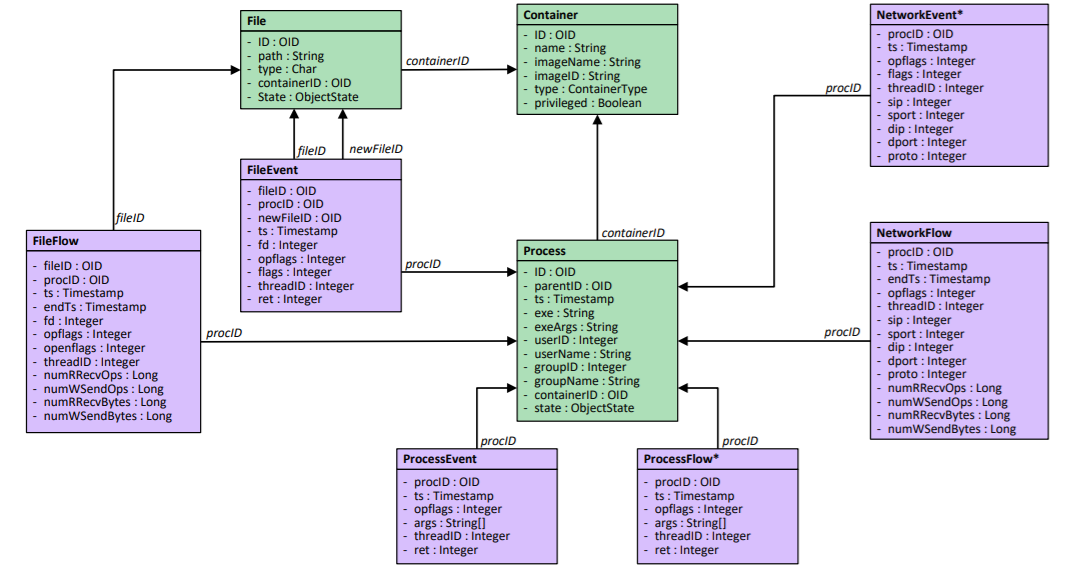 File
- ID : OID
- path : String
- type : Char
- containerID : OID
- State : ObjectState
containerID
Container
- ID : OID
- name : String
- imageName : String
- imageID : String
- type : ContainerType
- privileged : Boolean
NetworkEvent*
- procID : OID
- ts : Timestamp
- opflags : Integer
- flags : Integer
- threadID : Integer
- sip : Integer
- sport : Integer
- dip : Integer
- dport : Integer
- proto : Integer
procID
fileID
newFileID
FileEvent
- fileID : OID
- procID : OID
- newFileID : OID
- ts : Timestamp
- fd : Integer
- opflags : Integer
- flags : Integer
- threadID : Integer
- ret : Integer
procID
fileID
FileFlow
- fileID : OID
- procID : OID
- ts : Timestamp
- endTs : Timestamp
- fd : Integer
- opflags : Integer
- openflags : Integer
- threadID : Integer
- numRRecvOps : Long
- numWSendOps : Long
- numRRecvBytes : Long
- numWSendBytes : Long
procID
containerID
Process
- ID : OID
- parentID : OID
- ts : Timestamp
- exe : String
- exeArgs : String
- userID : Integer
- userName : String
- groupID : Integer
- groupName : String
- containerID : OID
- state : ObjectState
procID
NetworkFlow
- procID : OID
- ts : Timestamp
- endTs : Timestamp
- opflags : Integer
- threadID : Integer
- sip : Integer
- sport : Integer
- dip : Integer
- dport : Integer
- proto : Integer
- numRRecvOps : Long
- numWSendOps : Long
- numRRecvBytes : Long
- numWSendBytes : Long
procID
ProcessEvent
- procID : OID
- ts : Timestamp
- opflags : Integer
- args : String[]
- threadID : Integer
- ret : Integer
procID
ProcessFlow*
- procID : OID
- ts : Timestamp
- opflags : Integer
- args : String[]
- threadID : Integer
- ret : Integer